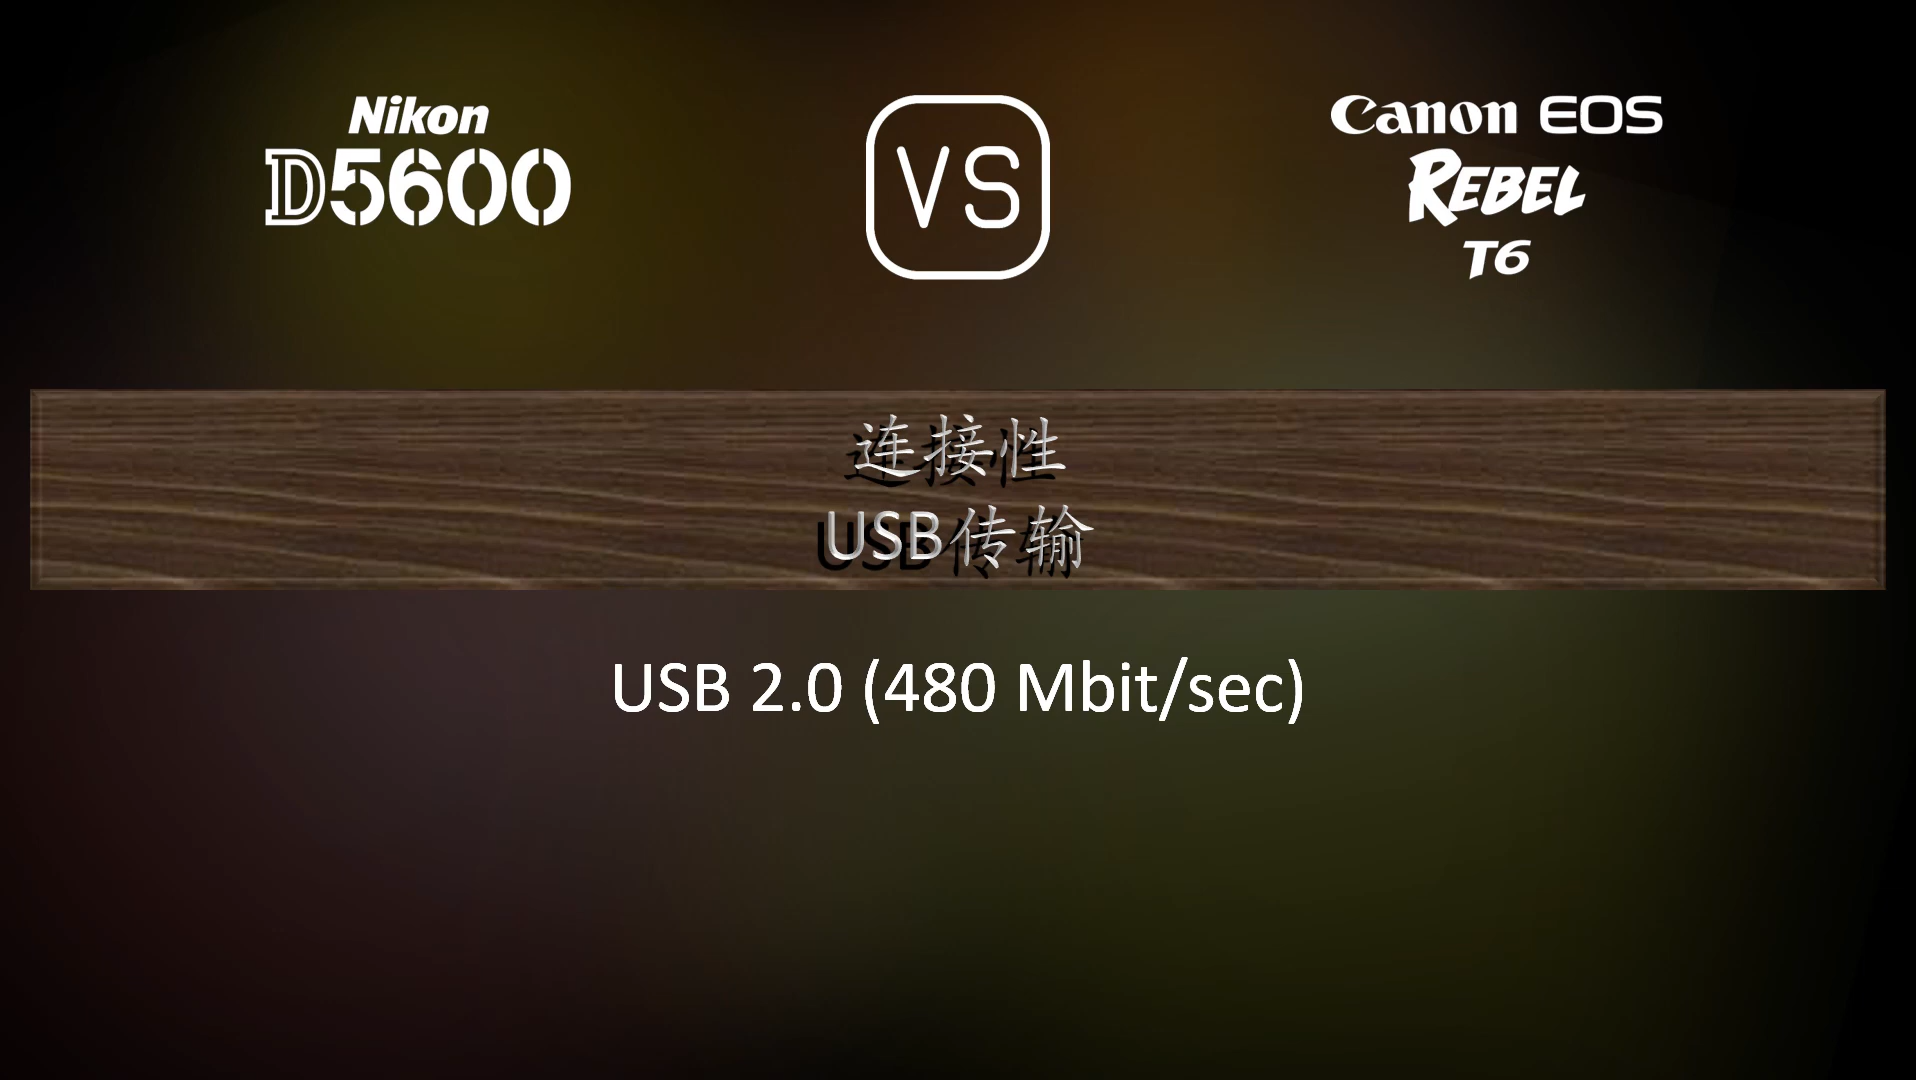 Nikon
D5600
VS
Canon EOS
REBEL
T6
连接性
USB传输
USB 2.0 (480 Mbit/sec)